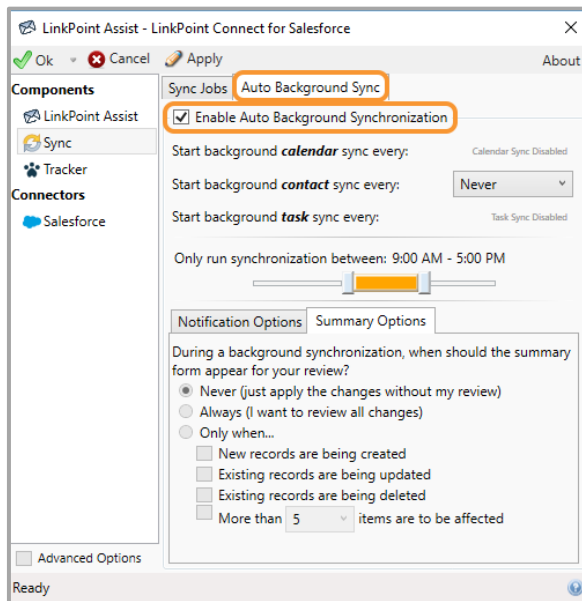 LinkPoint Assist - LinkPoint Connect for Salesforce
Ok Cancel Apply About
Components
LinkPoint Assist
Sync
Tracker
Connectors
Salesforce
Advanced Options
Sync Jobs Auto Background Sync
Enable Auto Background Synchronization
Start background calendar sync every: Calendar Sync Disabled
Start background contact sync every: Never
Start background task sync every: Task Sync Disabled
Only run synchronization between: 9:00 AM - 5:00 PM
Notification Options Summary Options
During a background synchronization, when should the summary
form appear for your review?
Never (just apply the changes without my review)
Always (I want to review all changes)
Only when...
New records are being created
Existing records are being updated
Existing records are being deleted
More than 5 items are to be affected
Ready